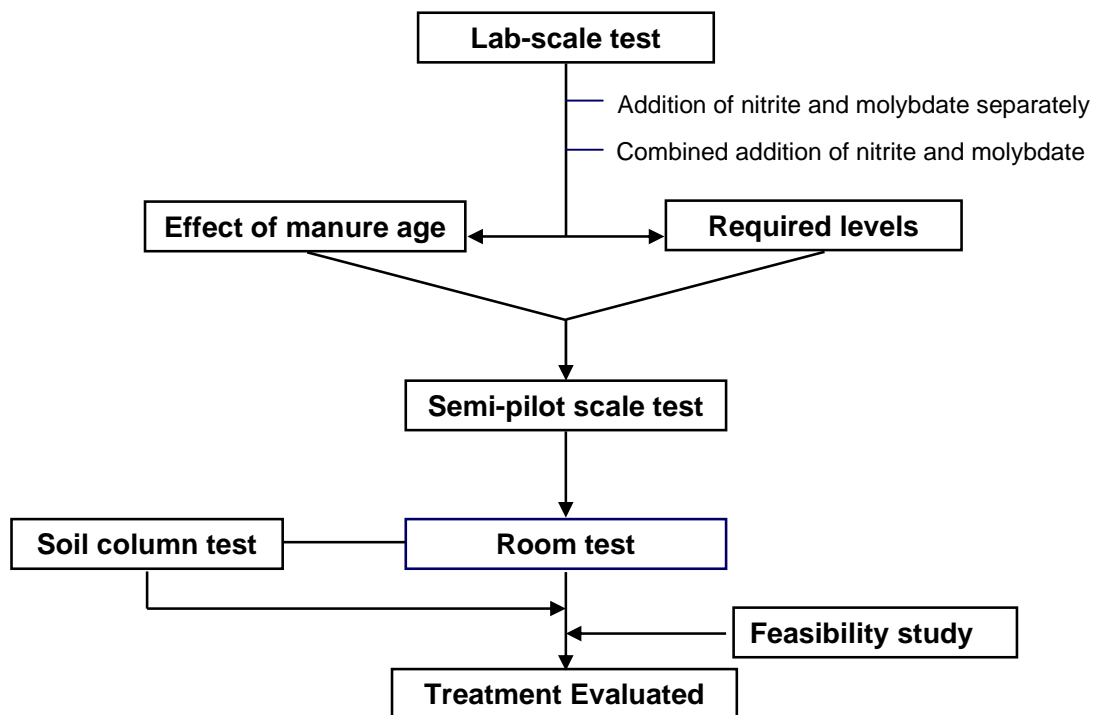 Lab-scale test
Addition of nitrite and molybdate separately
Combined addition of nitrite and molybdate
Effect of manure age
Required levels
Semi-pilot scale test
Soil column test
Room test
Feasibility study
Treatment Evaluated